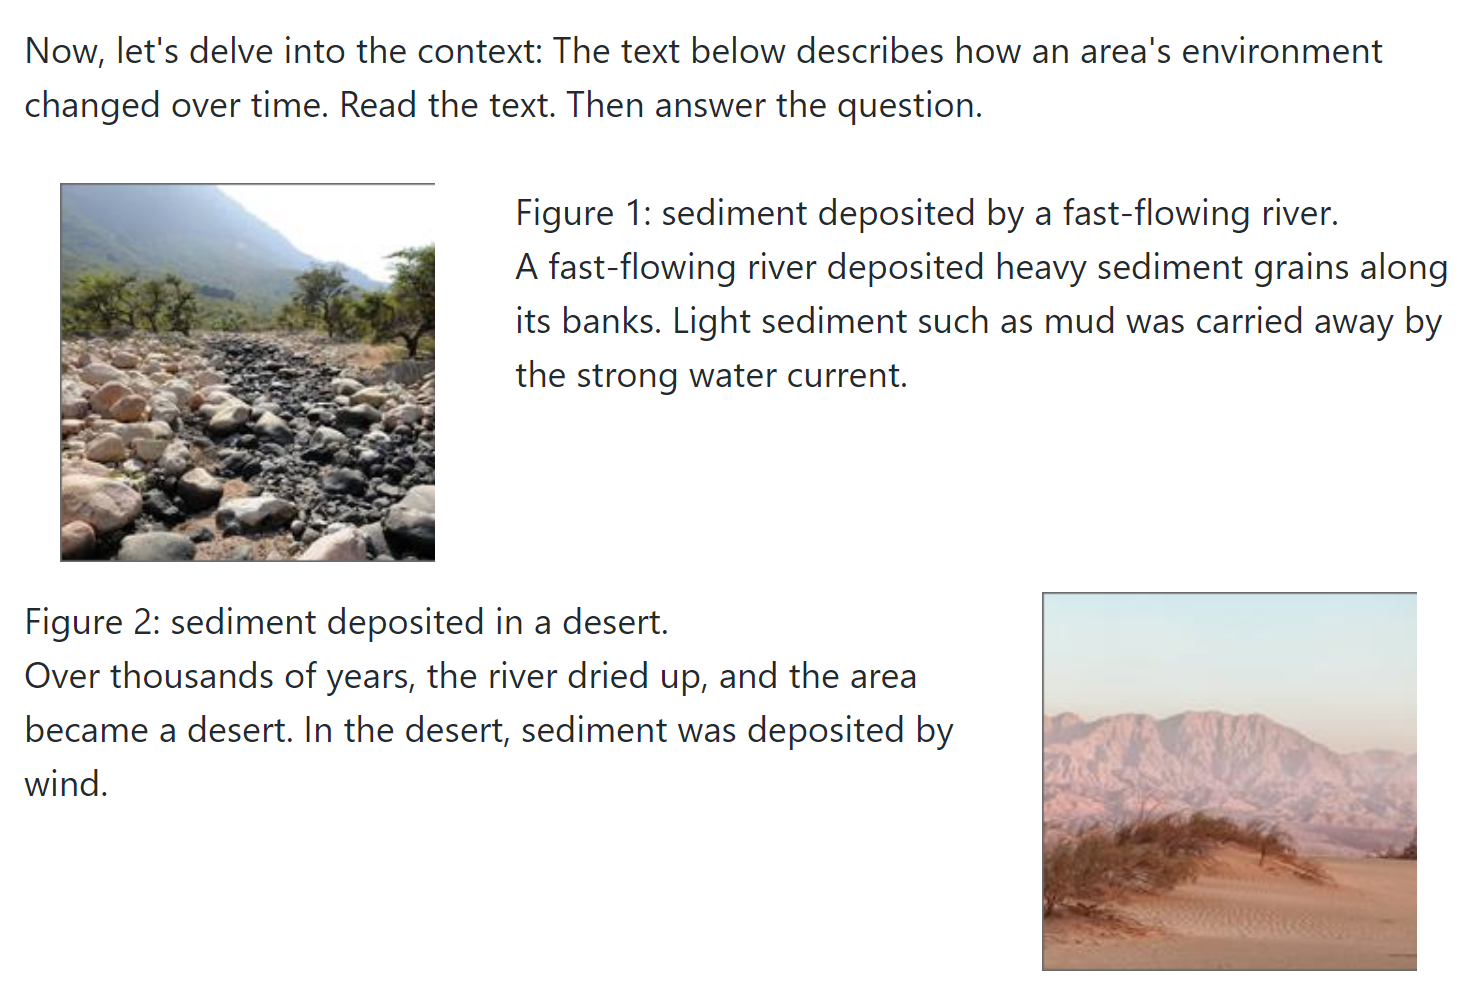 Now, let's delve into the context: The text below describes how an area's environment
changed over time. Read the text. Then answer the question.
Figure 1: sediment deposited by a fast-flowing river.
A fast-flowing river deposited heavy sediment grains along
its banks. Light sediment such as mud was carried away by
the strong water current.
Figure 2: sediment deposited in a desert.
Over thousands of years, the river dried up, and the area
became a desert. In the desert, sediment was deposited by
wind.